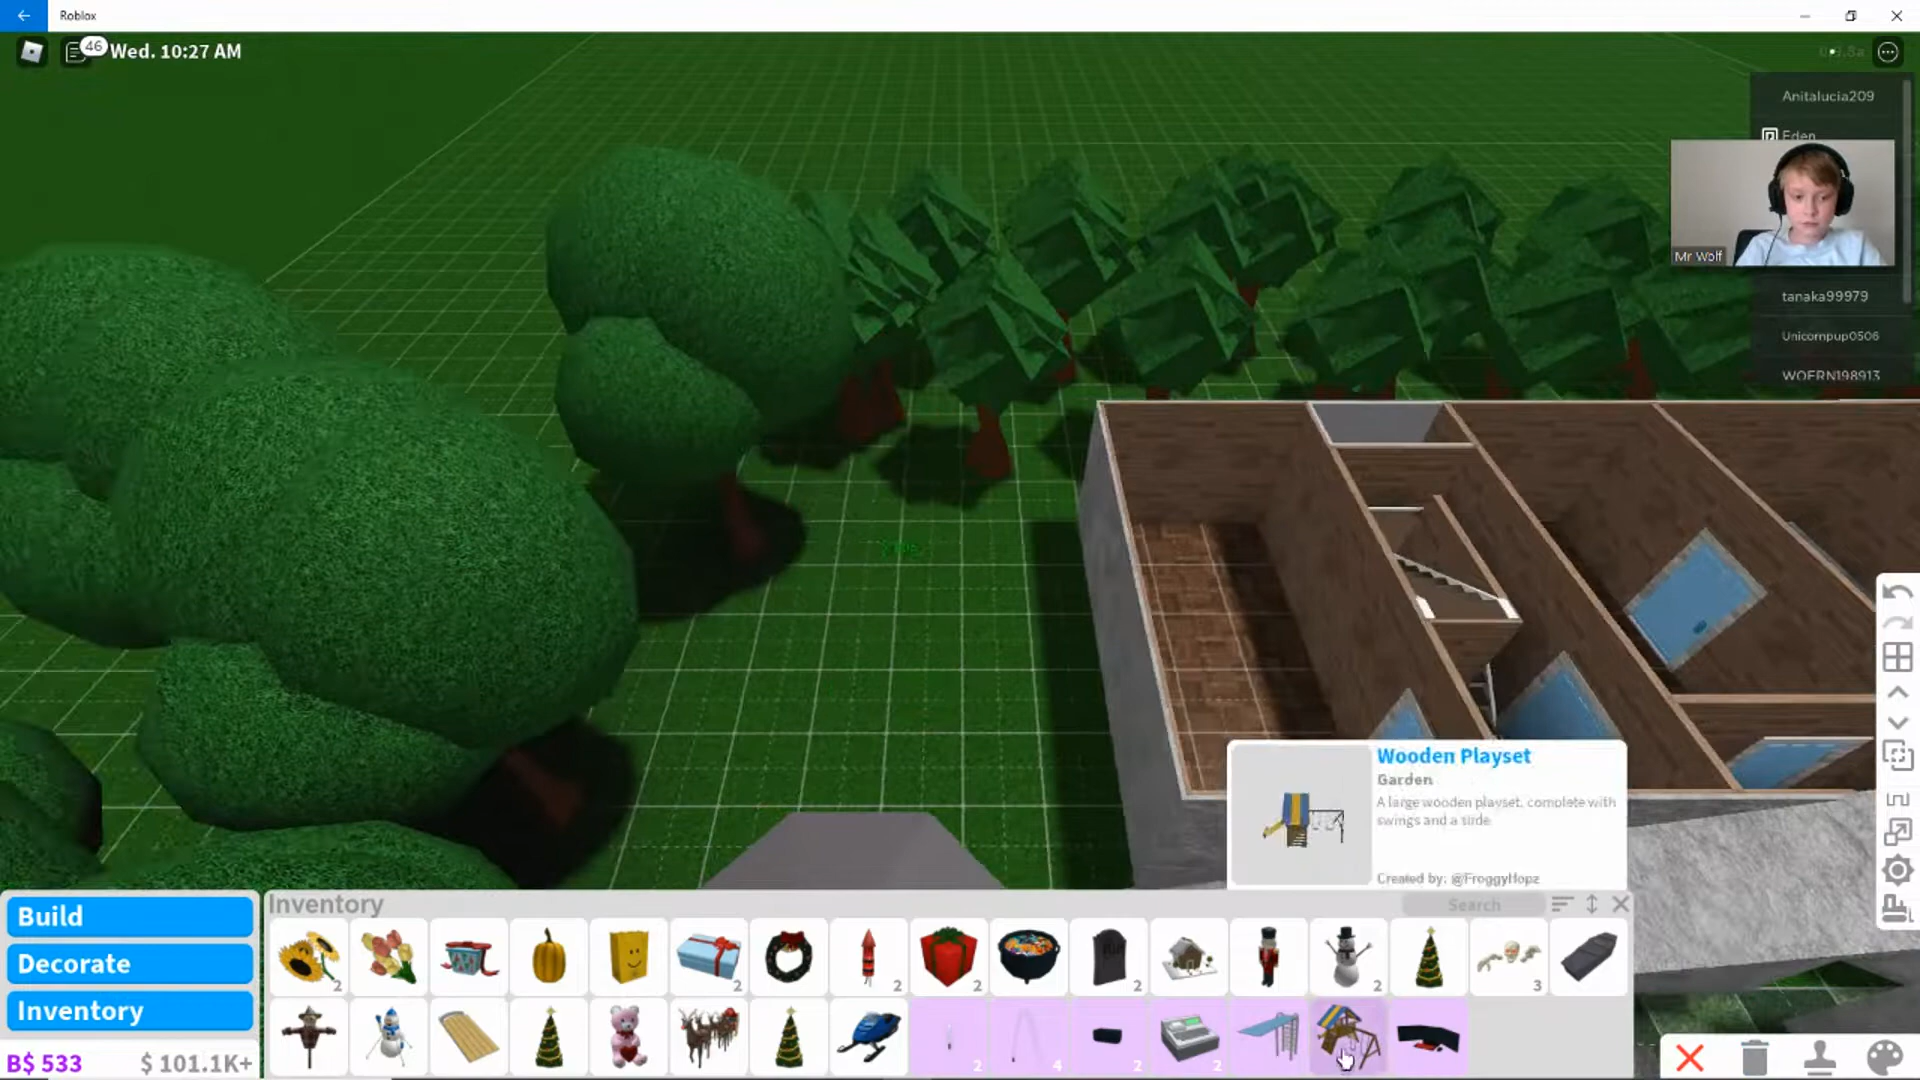 Roblox
46
Wed. 10:27 AM
Anitalucia209
Eden
Mr Wolf
tanaka99979
Unicornpup0506
WOFRN198913
Wooden Playset
Garden
A large wooden playset, complete with
swings and a slide.
Created by: @FroggyHopz
Build
Decorate
Inventory
B$ 533
$ 101.1K+
Inventory
Search
2
2
2
2
2
2
3
2
4
2
2
RIP